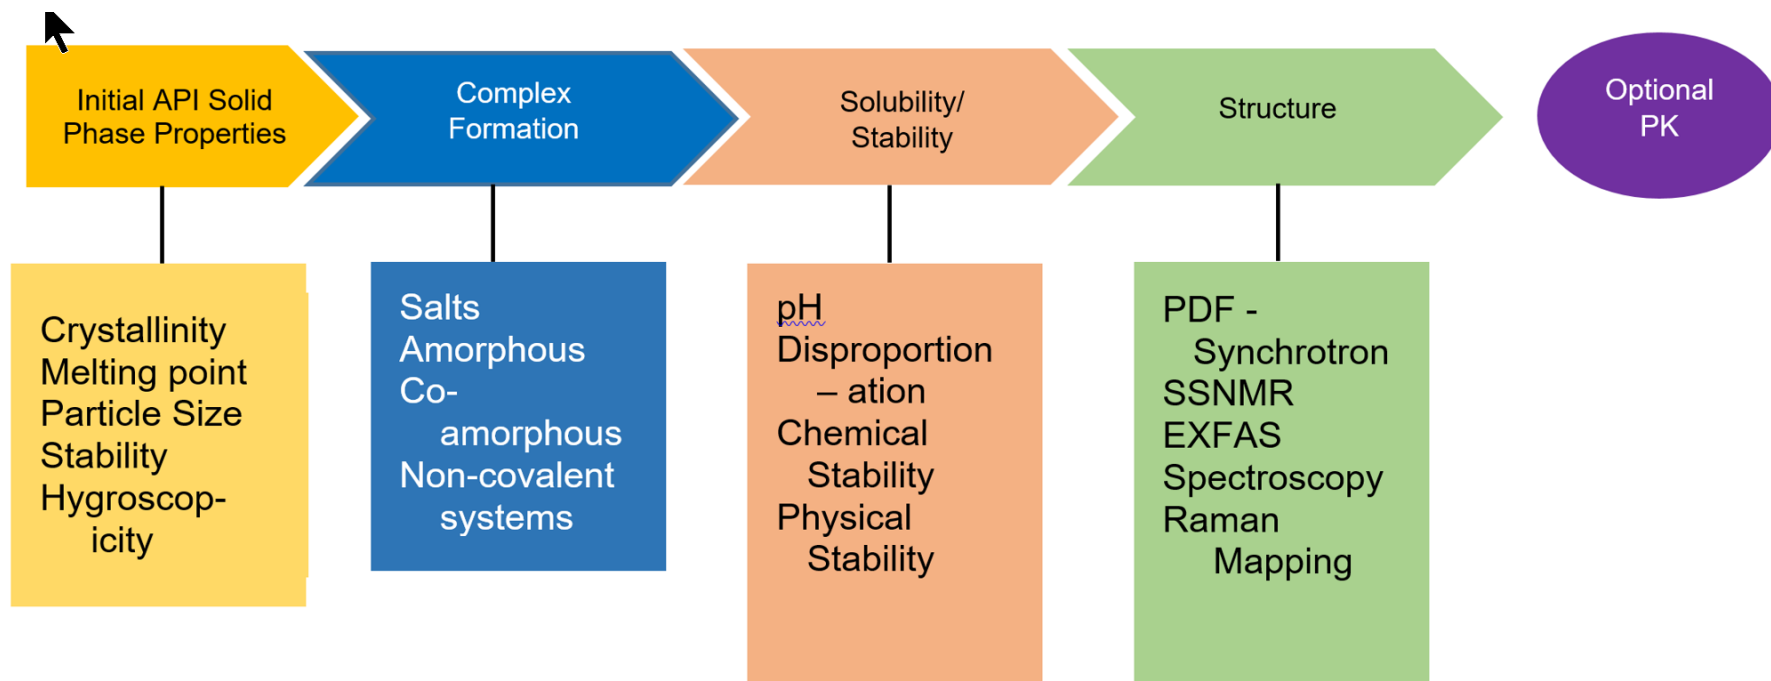 Initial API Solid
Phase Properties
Complex
Formation
Solubility/
Stability
Structure
Optional
PK
Crystallinity
Melting point
Particle Size
Stability
Hygroscop-
icity
Salts
Amorphous
Co-
amorphous
Non-covalent
systems
pH
Disproportion
– ation
Chemical
Stability
Physical
Stability
PDF -
Synchrotron
SSNMR
EXFAS
Spectroscopy
Raman
Mapping